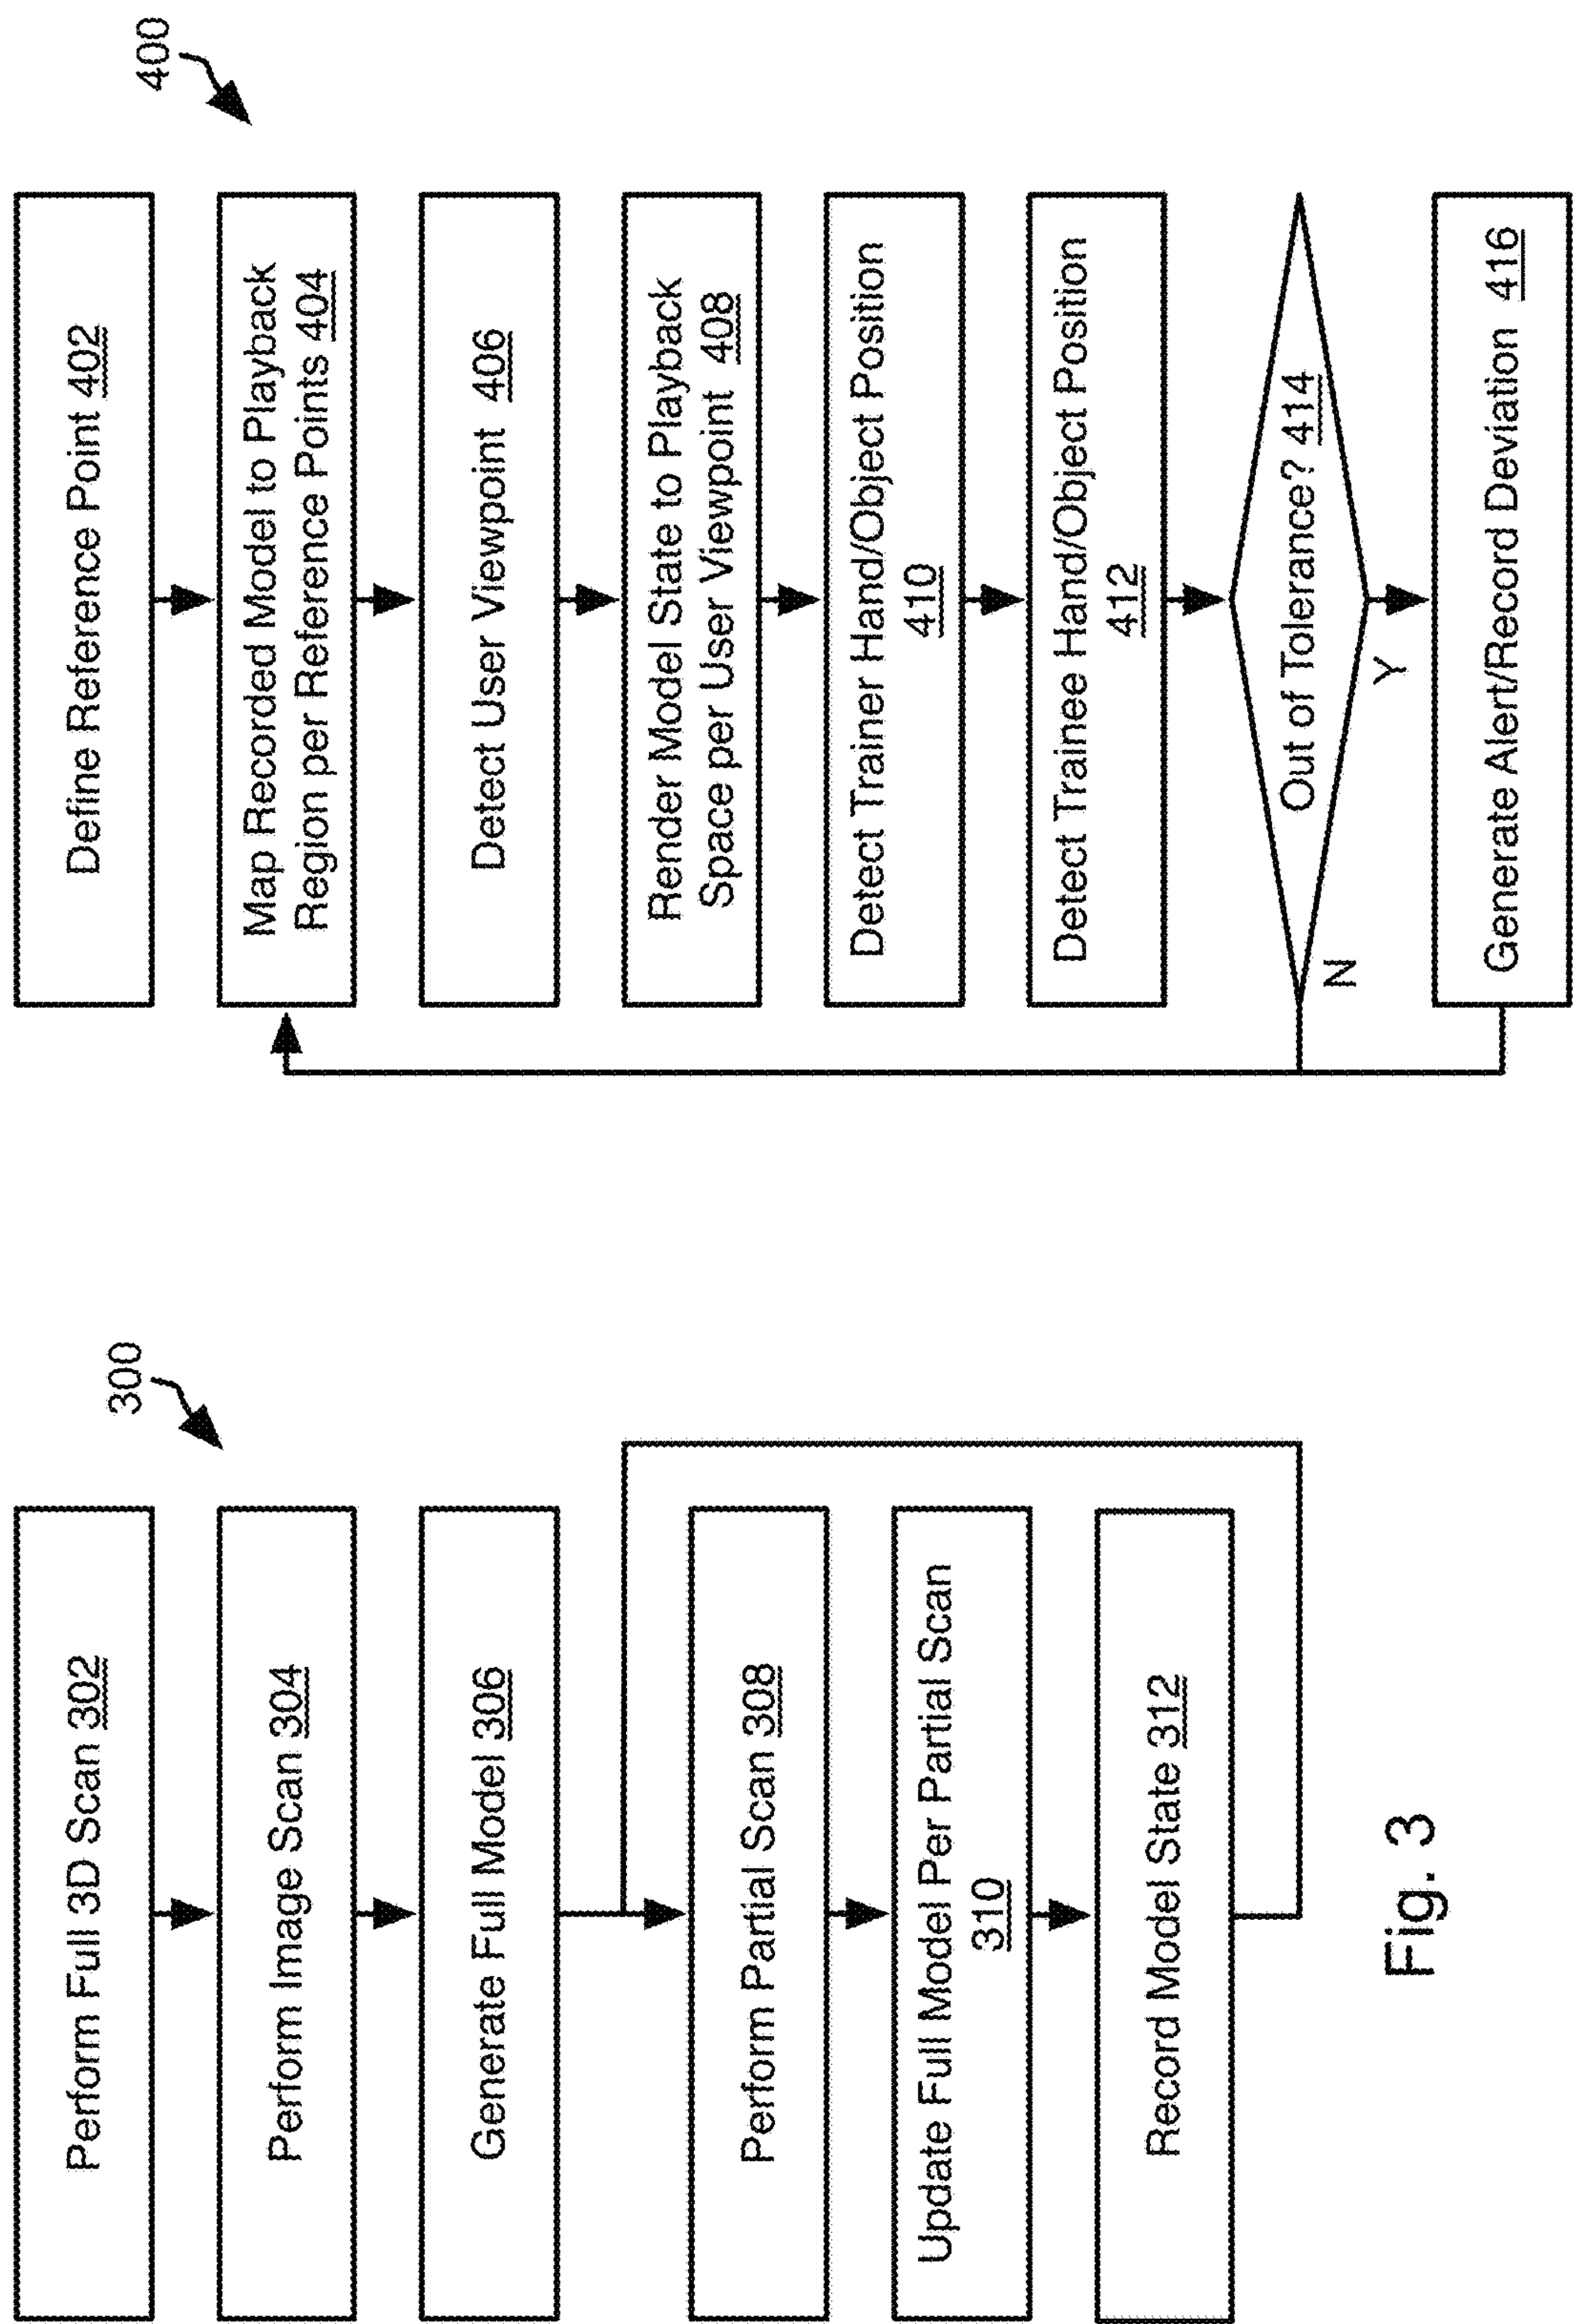 300
Perform Full 3D Scan 302
Perform Image Scan 304
Generate Full Model 306
Perform Partial Scan 308
Update Full Model Per Partial Scan
310
Record Model State 312
Fig. 3
400
Define Reference Point 402
Map Recorded Model to Playback
Region per Reference Points 404
Detect User Viewpoint 406
Render Model State to Playback
Space per User Viewpoint 408
Detect Trainer Hand/Object Position
410
Detect Trainee Hand/Object Position
412
Out of Tolerance? 414
N
Y
Generate Alert/Record Deviation 416